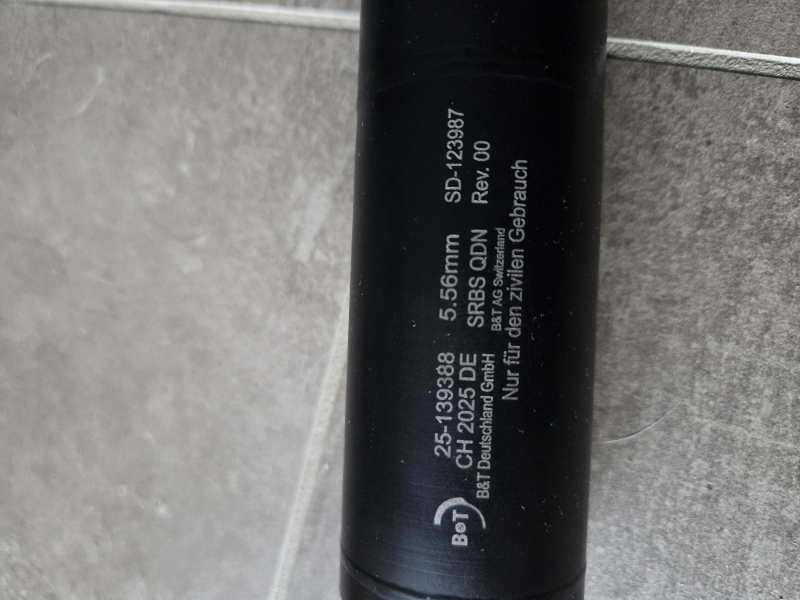 B&T
25-139388 5.56mm SD-123987
CH 2025 DE SRBS QDN Rev. 00
B&T Deutschland GmbH B&T AG Switzerland
Nur für den zivilen Gebrauch